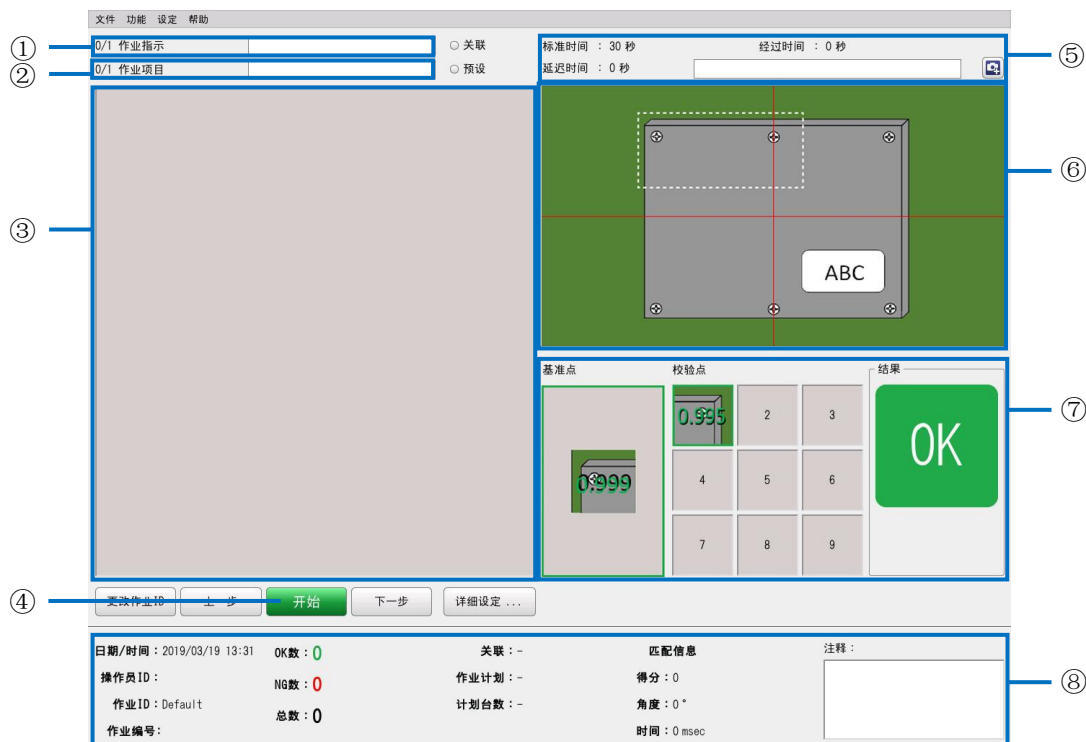 文件 功能 设定 帮助
① 0/1 作业指示 ○ 关联
② 0/1 作业项目 ○ 预设
标准时间 : 30 秒 经过时间 : 0 秒 ⑤
延迟时间 : 0 秒
③
ABC
⑥
基准点 校验点 结果
0.999
0.995 2 3
4 5 6
7 8 9
OK
⑦
④ 更改作业ID 上一步 开始 下一步 详细设定 ...
日期/时间：2019/03/19 13:31
操作员ID：
作业ID：Default
作业编号：
OK数：0
NG数：0
总数：0
关联：-
作业计划：-
计划台数：-
匹配信息
得分：0
角度：0°
时间：0 msec
注释：
⑧